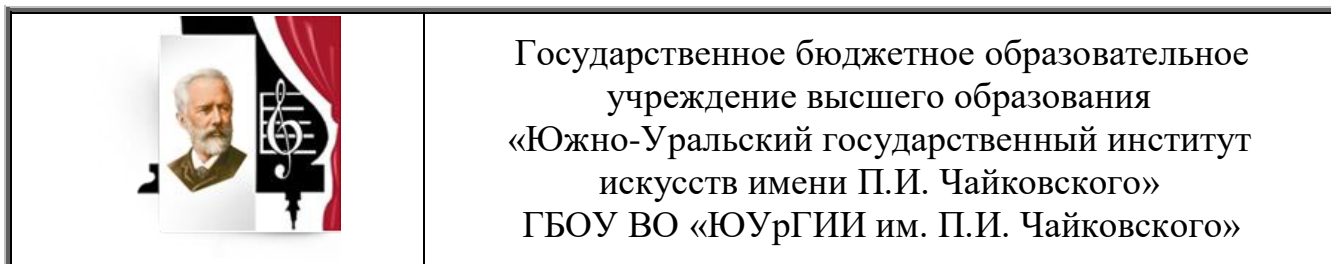 Государственное бюджетное образовательное
учреждение высшего образования
«Южно-Уральский государственный институт
искусств имени П.И. Чайковского»
ГБОУ ВО «ЮУрГИИ им. П.И. Чайковского»